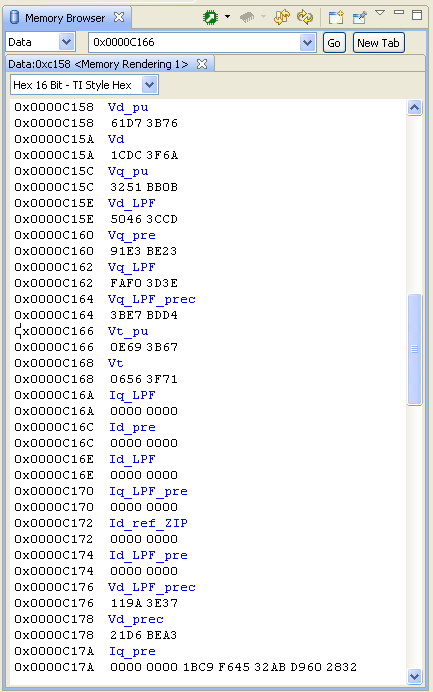 Memory Browser
Data 0x0000C166 Go New Tab
Data:0xc158 <Memory Rendering 1>
Hex 16 Bit - TI Style Hex
0x0000C158 Vd_pu
0x0000C158 61D7 3B76
0x0000C15A Vd
0x0000C15A 1CDC 3F6A
0x0000C15C Vq_pu
0x0000C15C 3251 BB0B
0x0000C15E Vd_LPF
0x0000C15E 5046 3CCD
0x0000C160 Vq_pre
0x0000C160 91E3 BE23
0x0000C162 Vq_LPF
0x0000C162 FAF0 3D3E
0x0000C164 Vq_LPF_prec
0x0000C164 3BE7 BDD4
0x0000C166 Vt_pu
0x0000C166 0E69 3B67
0x0000C168 Vt
0x0000C168 0656 3F71
0x0000C16A Iq_LPF
0x0000C16A 0000 0000
0x0000C16C Id_pre
0x0000C16C 0000 0000
0x0000C16E Id_LPF
0x0000C16E 0000 0000
0x0000C170 Iq_LPF_pre
0x0000C170 0000 0000
0x0000C172 Id_ref_ZIP
0x0000C172 0000 0000
0x0000C174 Id_LPF_pre
0x0000C174 0000 0000
0x0000C176 Vd_LPF_prec
0x0000C176 119A 3E37
0x0000C178 Vd_prec
0x0000C178 21D6 BEA3
0x0000C17A Iq_pre
0x0000C17A 0000 0000 1BC9 F645 32AB D960 2832